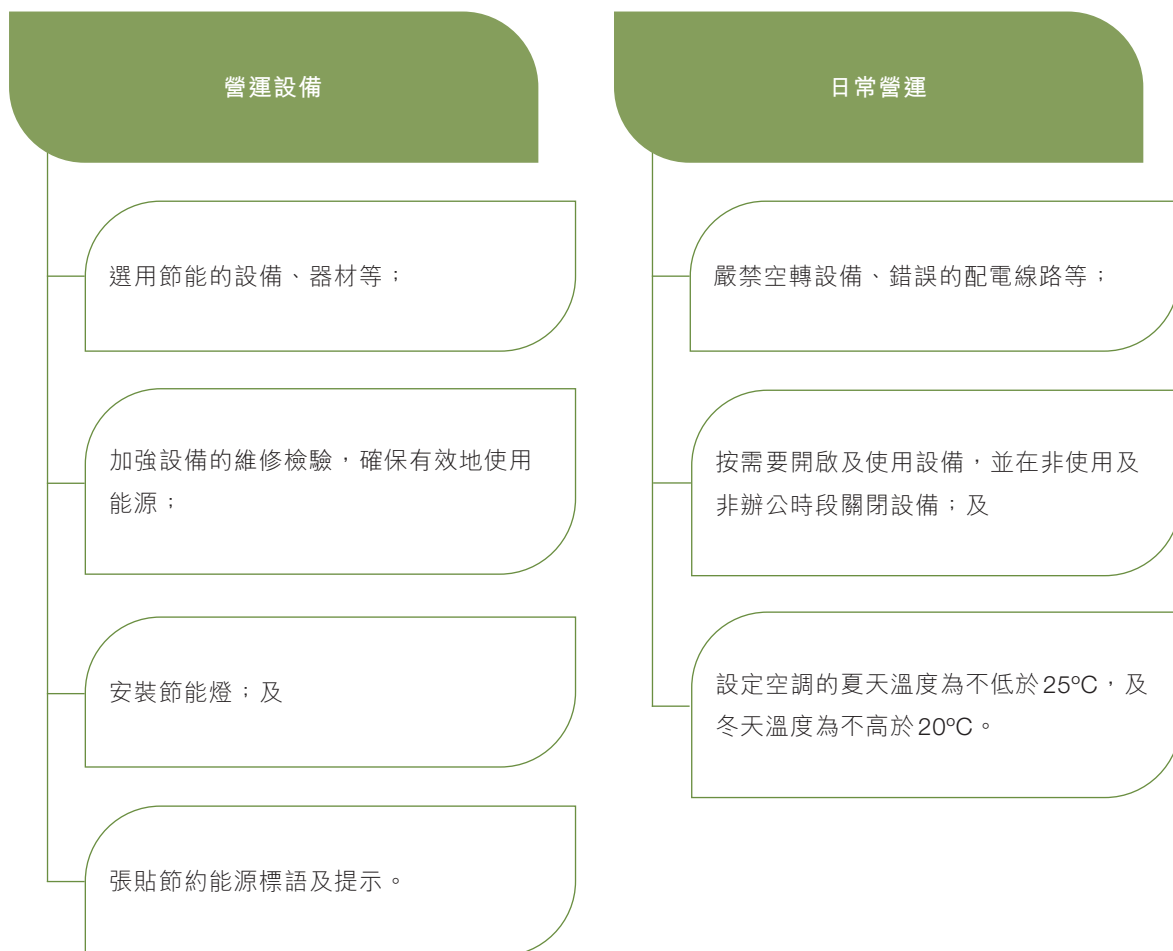 營運設備
選用節能的設備、器材等；
加強設備的維修檢驗，確保有效地使用
能源；
安裝節能燈；及
張貼節約能源標語及提示。
日常營運
嚴禁空轉設備、錯誤的配電線路等；
按需要開啟及使用設備，並在非使用及
非辦公時段關閉設備；及
設定空調的夏天溫度為不低於25ºC，及
冬天溫度為不高於20ºC。